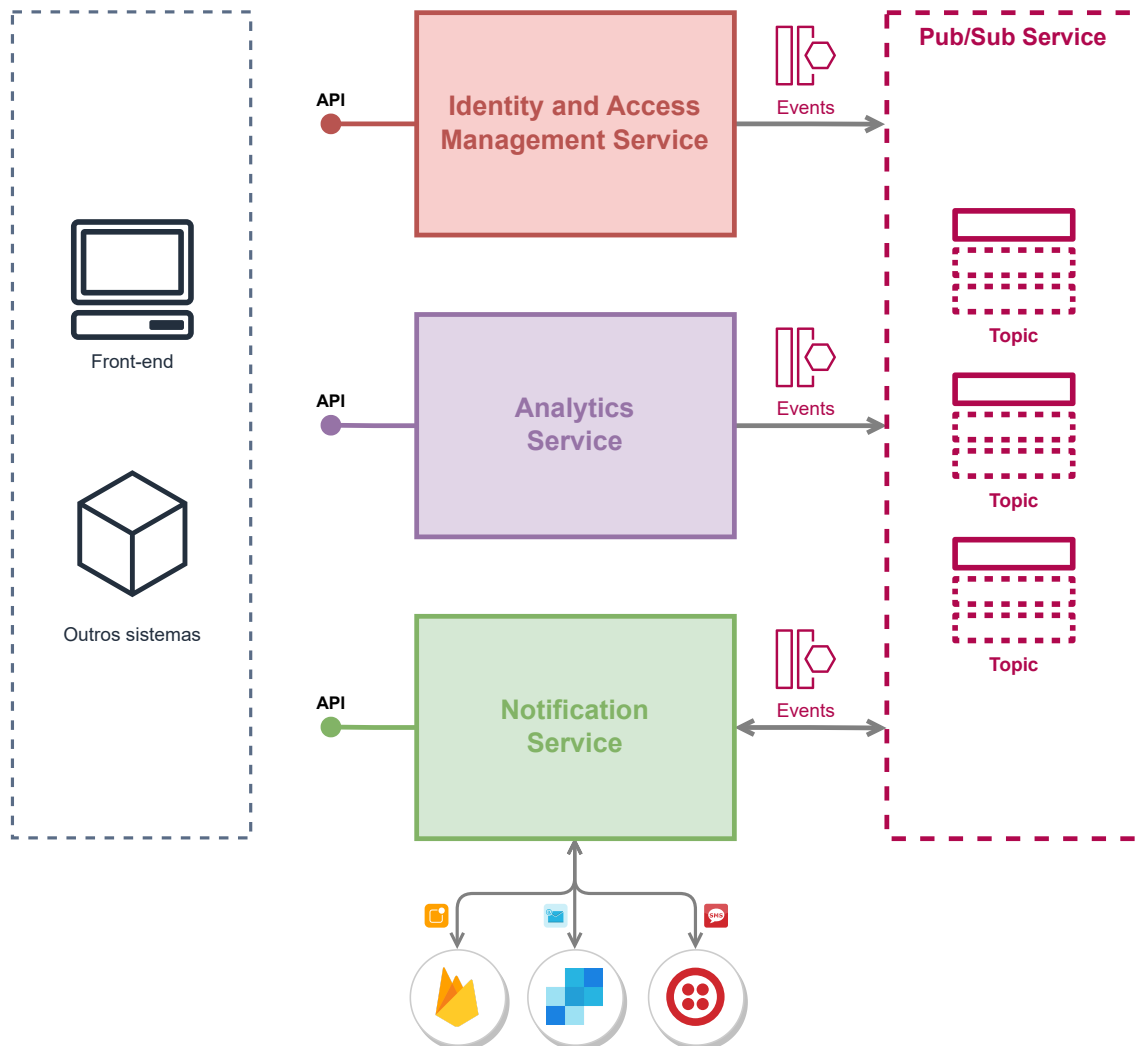 Pub/Sub Service
API
Identity and Access
Management Service
Events
Front-end
API
Analytics
Service
Events
Topic
Topic
Outros sistemas
API
Notification
Service
Events
Topic
SMS